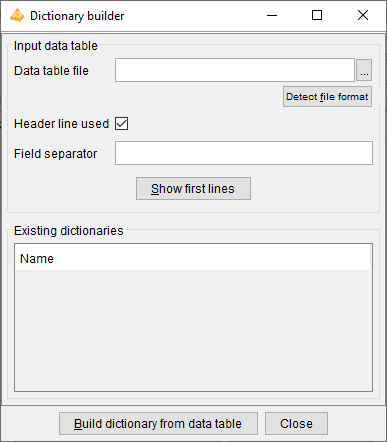 Dictionary builder
Input data table
Data table file
...
Detect file format
Header line used
Field separator
Show first lines
Existing dictionaries
Name
Build dictionary from data table
Close